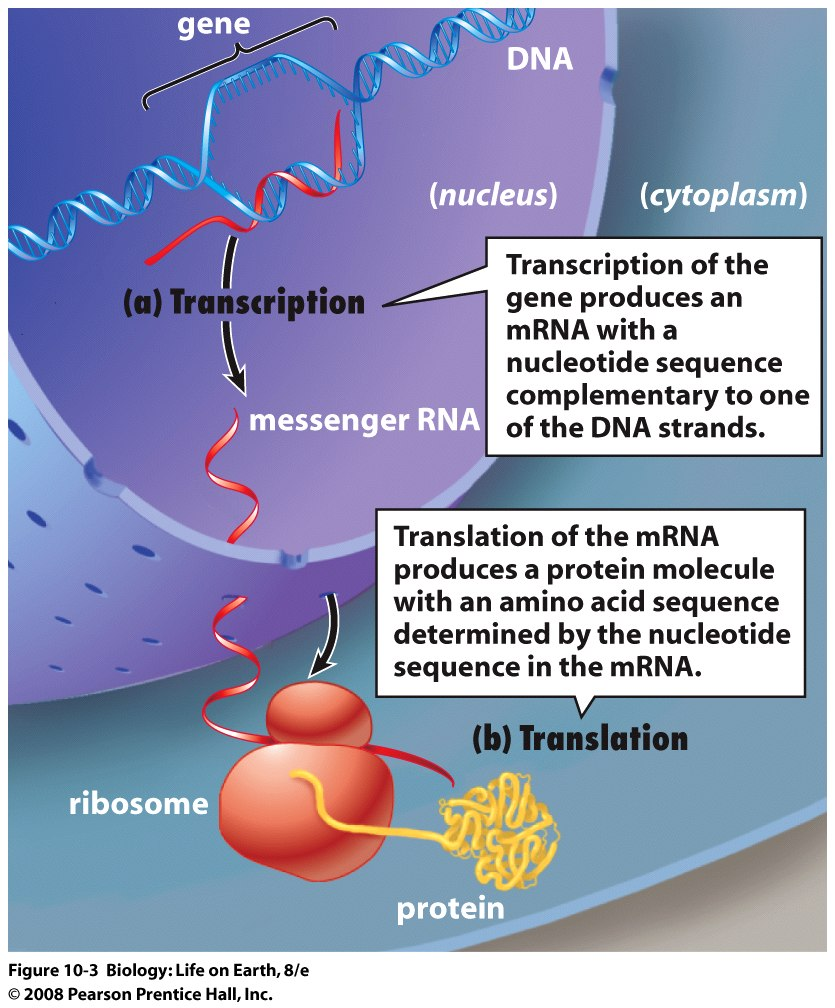 gene
DNA
(nucleus)
(cytoplasm)
Transcription of the
gene produces an
mRNA with a
nucleotide sequence
complementary to one
of the DNA strands.
(a) Transcription
messenger RNA
Translation of the mRNA
produces a protein molecule
with an amino acid sequence
determined by the nucleotide
sequence in the mRNA.
(b) Translation
ribosome
protein
Figure 10-3 Biology: Life on Earth, 8/e
© 2008 Pearson Prentice Hall, Inc.